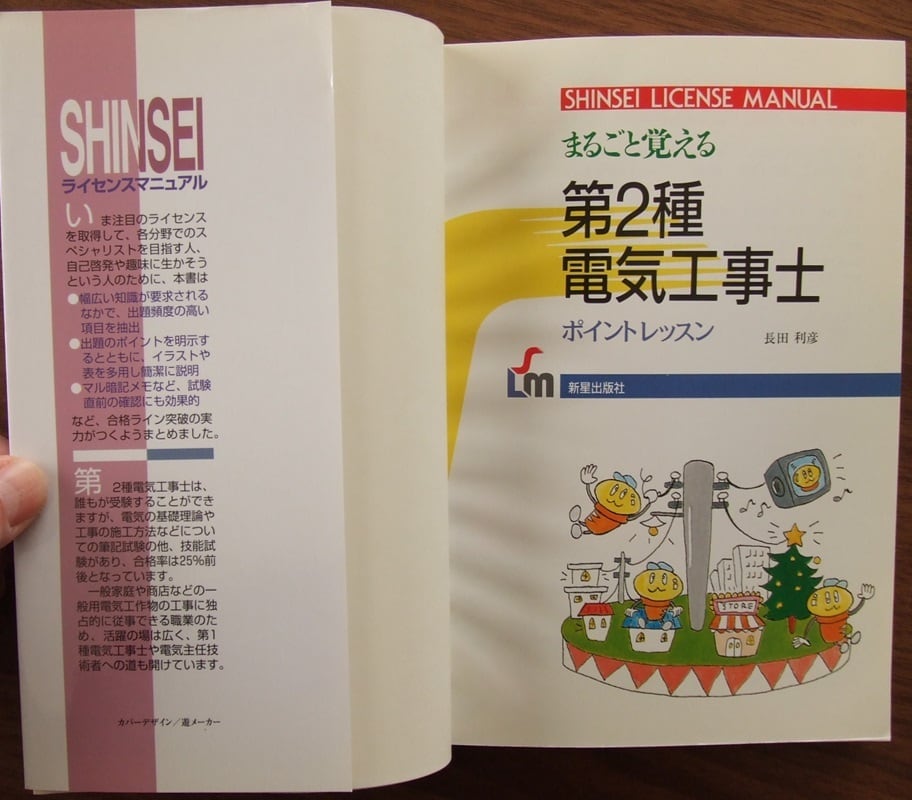 SHINSEI
ライセンスマニュアル
いま注目のライセンス
を取得して、各分野でのス
ペシャリストを目指す人、
自己啓発や趣味に生かそう
という人のために、本書は
●幅広い知識が要求される
なかで、出題頻度の高い
項目を抽出
●出題のポイントを明示す
るとともに、イラストや
表を多用し簡潔に説明
●マル暗記メモなど、試験
直前の確認にも効果的
など、合格ライン突破の実
力がつくようまとめました。
第2種電気工事士は、
誰もが受験することができ
ますが、電気の基礎理論や
工事の施工方法などについ
ての筆記試験の他、技能試
験があり、合格率は25%前
後となっています。
一般家庭や商店などの一
般用電気工作物の工事に独
占的に従事できる職業のた
め、活躍の場は広く、第1
種電気工事士や電気主任技
術者への道も開けています。
カバーデザイン／遊メーカー
SHINSEI LICENSE MANUAL
まるごと覚える
第2種
電気工事士
ポイントレッスン
長田 利彦
SLM
新星出版社
STORE